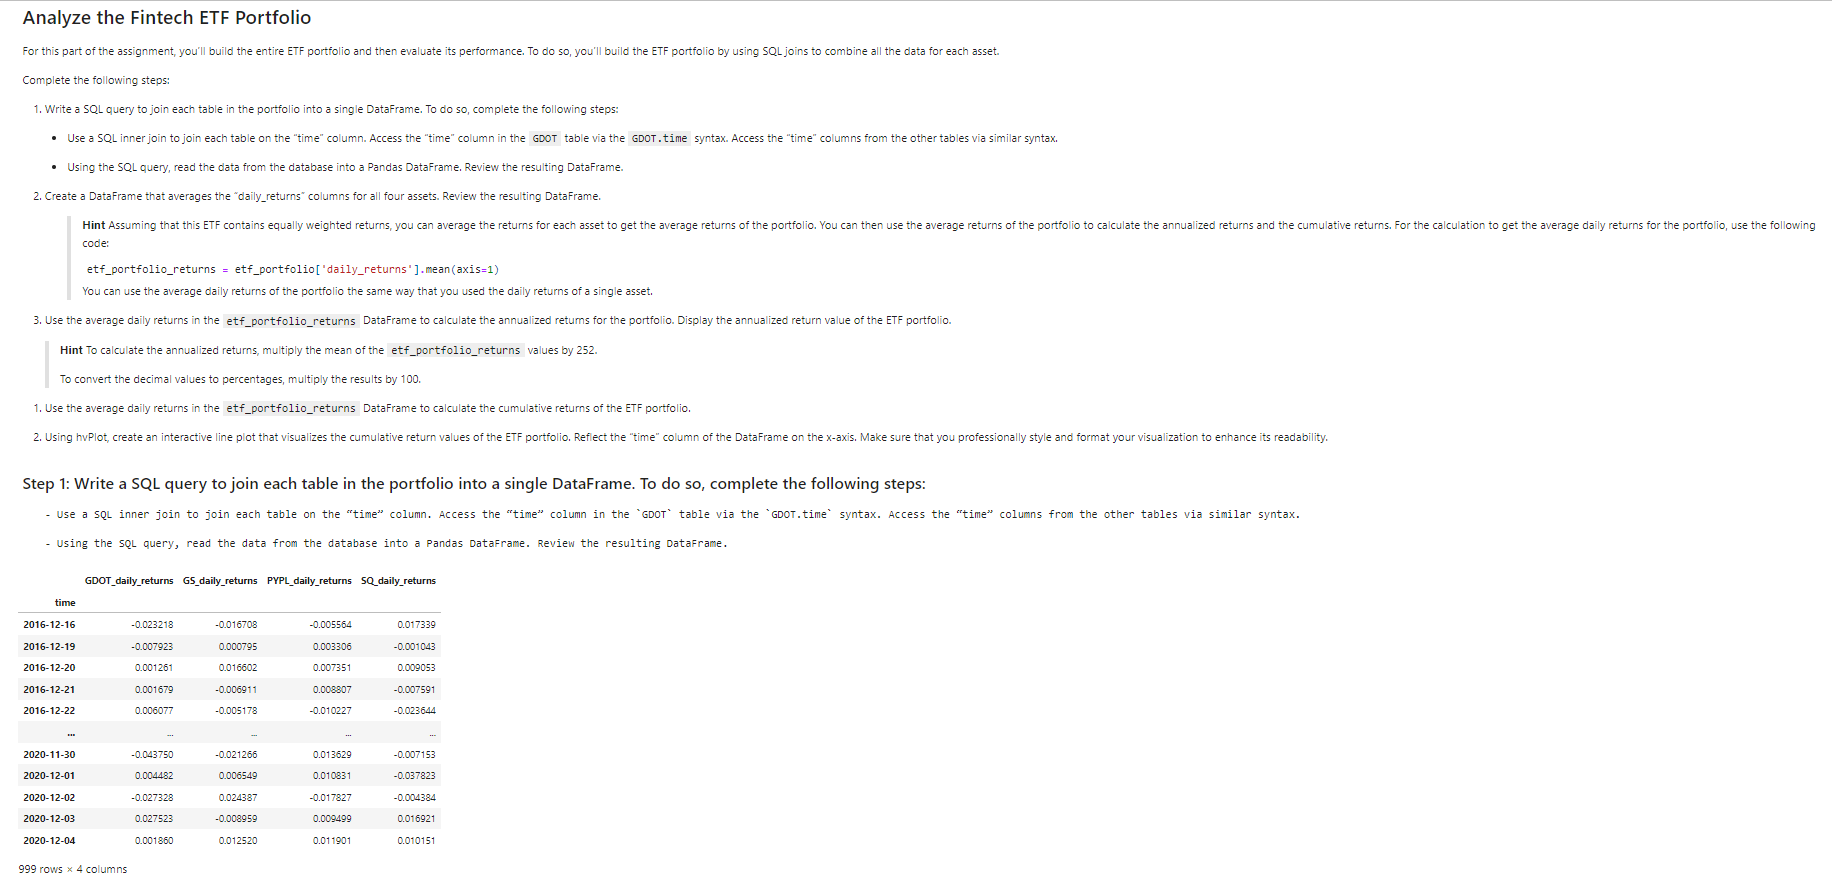 Analyze the Fintech ETF Portfolio
For this part of the assignment, you'll build the entire ETF portfolio and then evaluate its performance. To do so, you'll build the ETF portfolio by using SQL joins to combine all the data for each asset.
Complete the following steps:
1. Write a SQL query to join each table in the portfolio into a single DataFrame. To do so, complete the following steps:
• Use a SQL inner join to join each table on the "time" column. Access the "time" column in the GDOT table via the GDOT.time syntax. Access the "time" columns from the other tables via similar syntax.
• Using the SQL query, read the data from the database into a Pandas DataFrame. Review the resulting DataFrame.
2. Create a DataFrame that averages the "daily_returns" columns for all four assets. Review the resulting DataFrame.
Hint Assuming that this ETF contains equally weighted returns, you can average the returns for each asset to get the average returns of the portfolio. You can then use the average returns of the portfolio to calculate the annualized returns and the cumulative returns. For the calculation to get the average daily returns for the portfolio, use the following
code:
etf_portfolio_returns = etf_portfolio['daily_returns'].mean(axis=1)
You can use the average daily returns of the portfolio the same way that you used the daily returns of a single asset.
3. Use the average daily returns in the etf_portfolio_returns DataFrame to calculate the annualized returns for the portfolio. Display the annualized return value of the ETF portfolio.
Hint To calculate the annualized returns, multiply the mean of the etf_portfolio_returns values by 252.
To convert the decimal values to percentages, multiply the results by 100.
1. Use the average daily returns in the etf_portfolio_returns DataFrame to calculate the cumulative returns of the ETF portfolio.
2. Using hvPlot, create an interactive line plot that visualizes the cumulative return values of the ETF portfolio. Reflect the "time" column of the DataFrame on the x-axis. Make sure that you professionally style and format your visualization to enhance its readability.
Step 1: Write a SQL query to join each table in the portfolio into a single DataFrame. To do so, complete the following steps:
- Use a SQL inner join to join each table on the “time” column. Access the “time” column in the `GDOT` table via the `GDOT.time` syntax. Access the “time” columns from the other tables via similar syntax.
- Using the SQL query, read the data from the database into a Pandas DataFrame. Review the resulting DataFrame.
GDOT_daily_returns GS_daily_returns PYPL_daily_returns SQ_daily_returns
time
2016-12-16 -0.023218 -0.016708 -0.005564 0.017339
2016-12-19 -0.007923 0.000795 0.003306 -0.001043
2016-12-20 0.001261 0.016602 0.007351 0.009053
2016-12-21 0.001679 -0.006911 0.008807 -0.007591
2016-12-22 0.006077 -0.005178 -0.010227 -0.023644
... ... ... ... ...
2020-11-30 -0.043750 -0.021266 0.013629 -0.007153
2020-12-01 0.004482 0.006549 0.010831 -0.037823
2020-12-02 -0.027328 0.024387 -0.017827 -0.004384
2020-12-03 0.027523 -0.008959 0.009499 0.016921
2020-12-04 0.001860 0.012520 0.011901 0.010151
999 rows × 4 columns